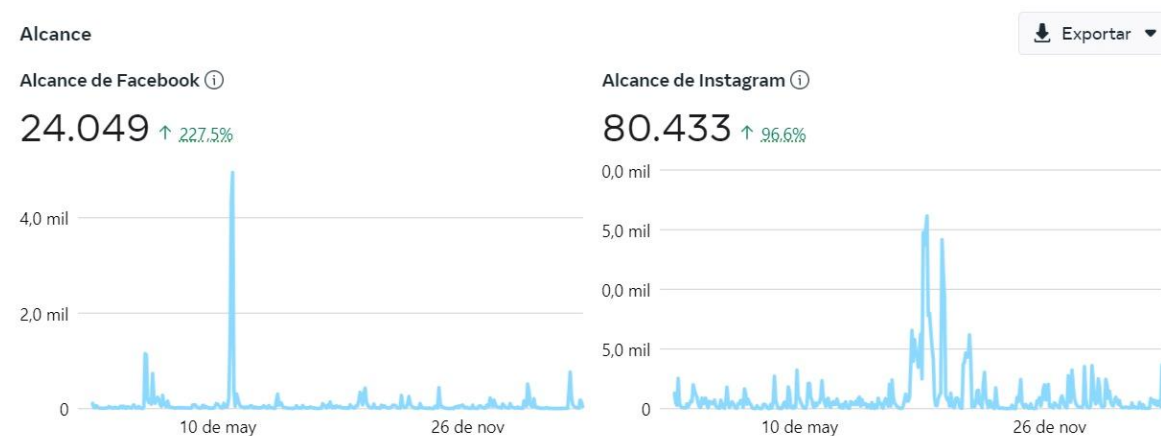 Alcance
Exportar
Alcance de Facebook
24.049 ↑ 227,5%
4,0 mil
2,0 mil
0
10 de may
26 de nov
Alcance de Instagram
80.433 ↑ 96,6%
0,0 mil
5,0 mil
0,0 mil
5,0 mil
0
10 de may
26 de nov